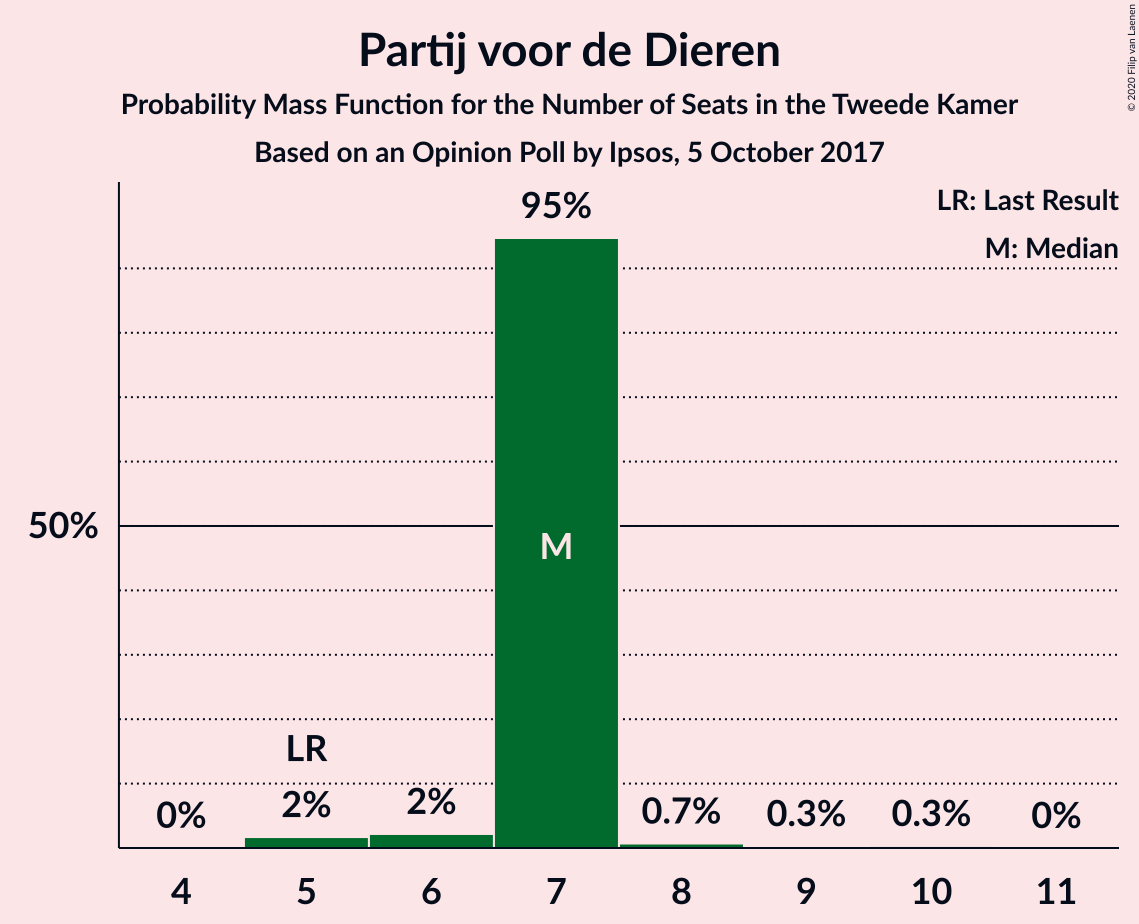 Partij voor de Dieren
Probability Mass Function for the Number of Seats in the Tweede Kamer
Based on an Opinion Poll by Ipsos, 5 October 2017
© 2020 Filip van Laenen
LR: Last Result
M: Median
95%
50%
M
LR
0% 2% 2% 0.7% 0.3% 0.3% 0%
4 5 6 7 8 9 10 11